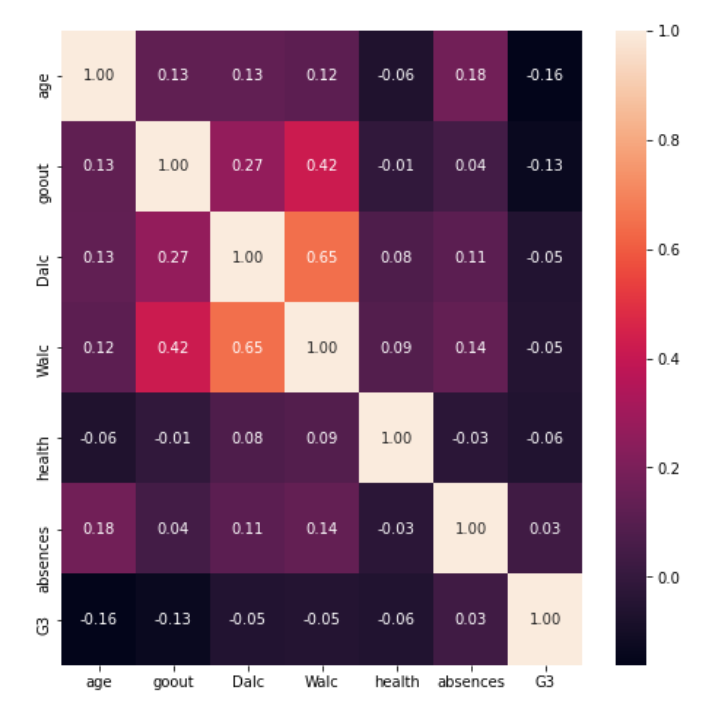 age 1.00 0.13 0.13 0.12 -0.06 0.18 -0.16
goout 0.13 1.00 0.27 0.42 -0.01 0.04 -0.13
Dalc 0.13 0.27 1.00 0.65 0.08 0.11 -0.05
Walc 0.12 0.42 0.65 1.00 0.09 0.14 -0.05
health -0.06 -0.01 0.08 0.09 1.00 -0.03 -0.06
absences 0.18 0.04 0.11 0.14 -0.03 1.00 0.03
G3 -0.16 -0.13 -0.05 -0.05 -0.06 0.03 1.00
age goout Dalc Walc health absences G3
1.0
0.8
0.6
0.4
0.2
0.0